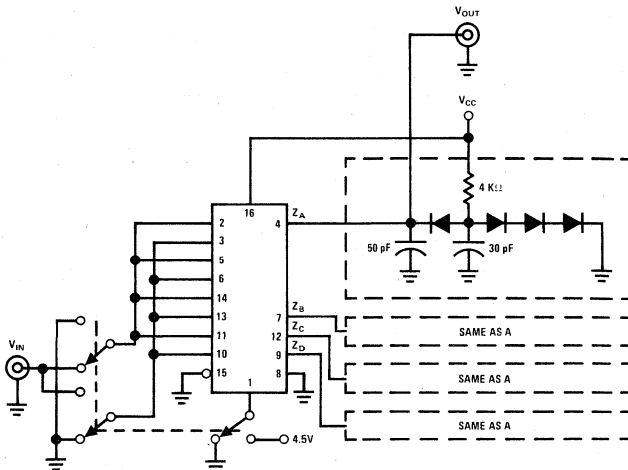 VOUT
VCC
4 KΩ
16
2
4
ZA
3
5
50 pF
30 pF
6
14
13
ZB
7
SAME AS A
VIN
11
ZC
12
10
ZD
9
SAME AS A
15
8
1
SAME AS A
4.5V